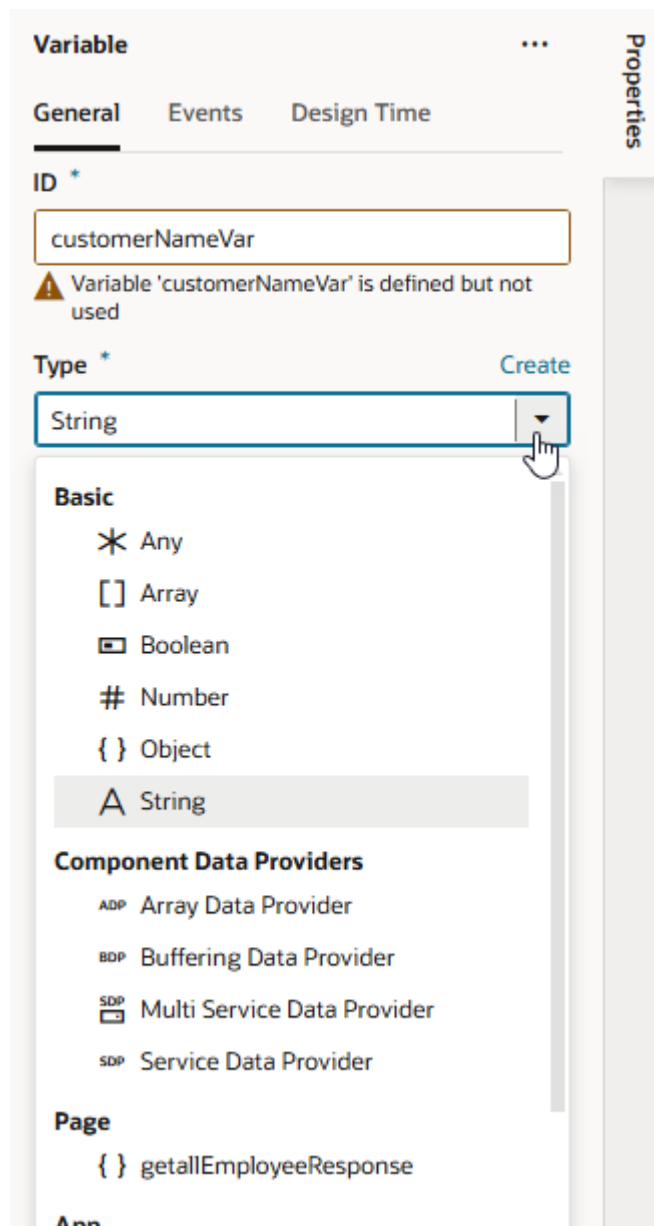 Variable
Properties
General Events Design Time
ID *
customerNameVar
Variable 'customerNameVar' is defined but not
used
Type * Create
String
Basic
Any
[ ] Array
Boolean
# Number
{ } Object
A String
Component Data Providers
ADP Array Data Provider
BDP Buffering Data Provider
SDP Multi Service Data Provider
SDP Service Data Provider
Page
{ } getallEmployeeResponse
App